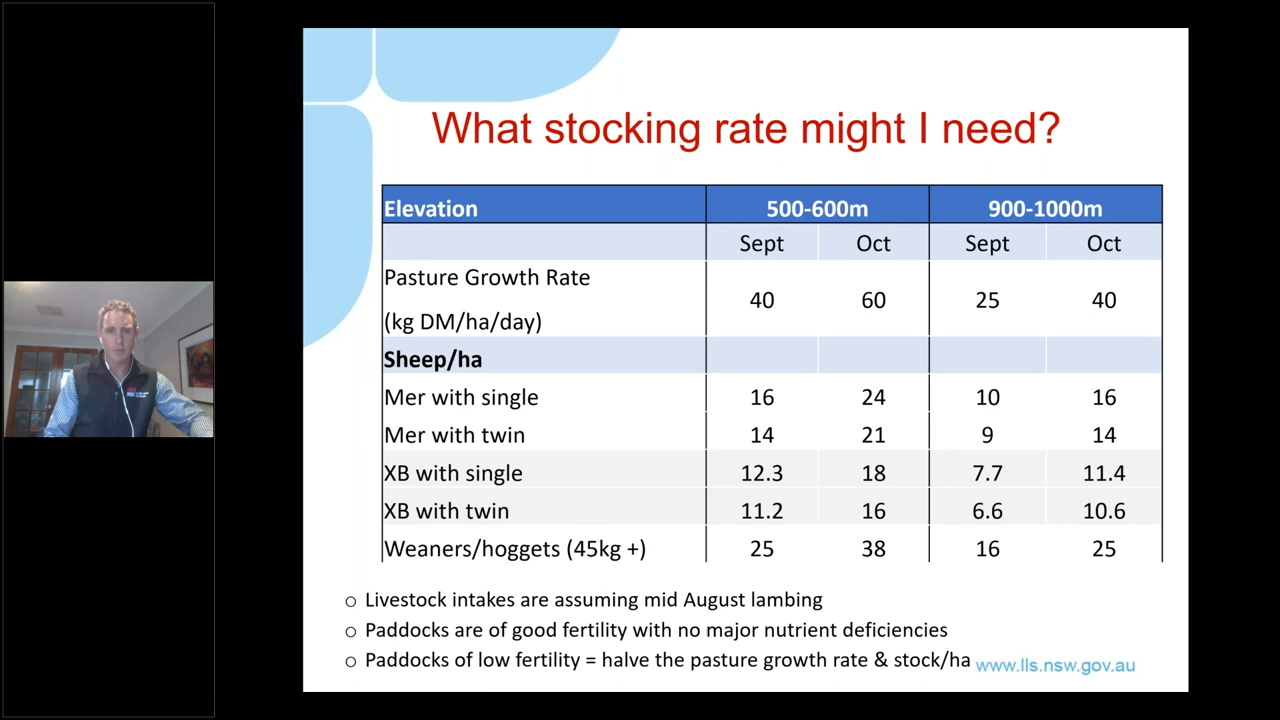 What stocking rate might I need?
Elevation 500-600m 900-1000m
Sept Oct Sept Oct
Pasture Growth Rate
(kg DM/ha/day) 40 60 25 40
Sheep/ha
Mer with single 16 24 10 16
Mer with twin 14 21 9 14
XB with single 12.3 18 7.7 11.4
XB with twin 11.2 16 6.6 10.6
Weaners/hoggets (45kg +) 25 38 16 25
o Livestock intakes are assuming mid August lambing
o Paddocks are of good fertility with no major nutrient deficiencies
o Paddocks of low fertility = halve the pasture growth rate & stock/ha
www.lls.nsw.gov.au